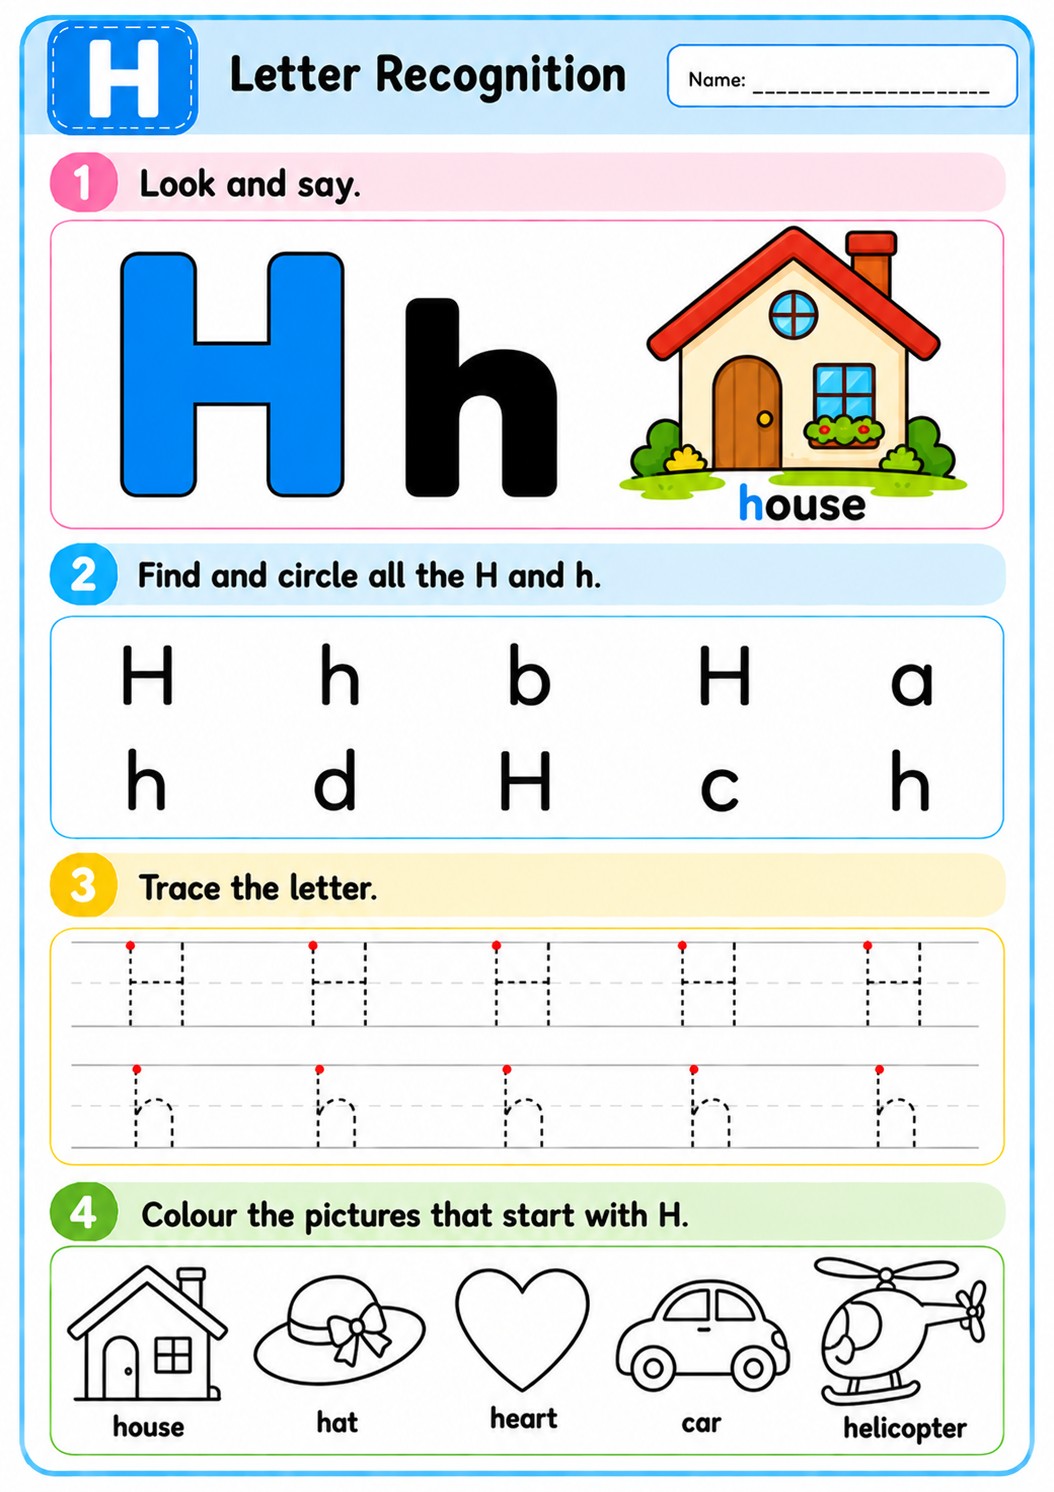 H
Letter Recognition
Name: ____________________
1
Look and say.
H h
house
2
Find and circle all the H and h.
H h b H a
h d H c h
3
Trace the letter.
H H H H H
h h h h h
4
Colour the pictures that start with H.
house hat heart car helicopter